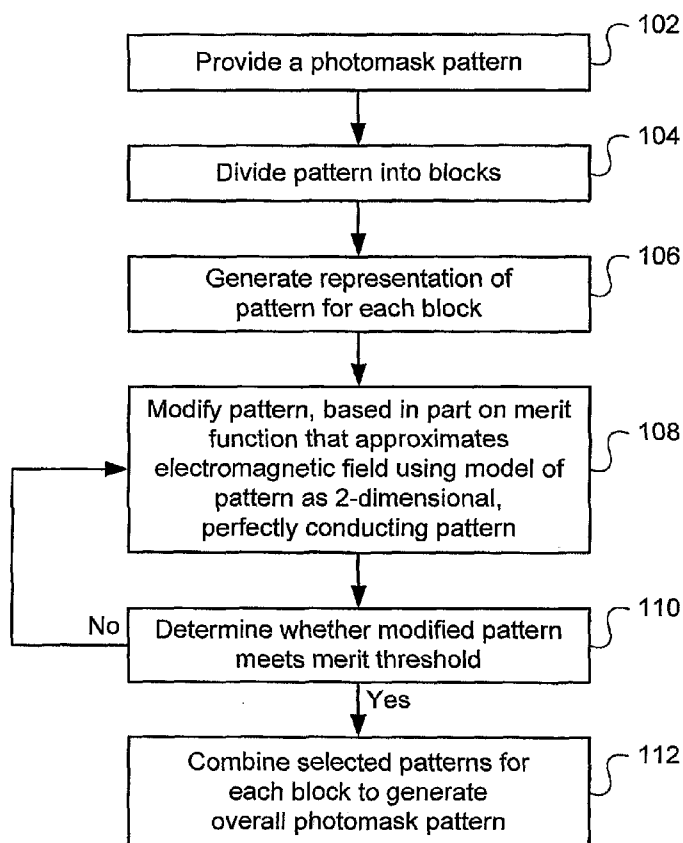 102
Provide a photomask pattern
104
Divide pattern into blocks
106
Generate representation of
pattern for each block
Modify pattern, based in part on merit
function that approximates
electromagnetic field using model of
pattern as 2-dimensional,
perfectly conducting pattern
108
No
Determine whether modified pattern
meets merit threshold
110
Yes
Combine selected patterns for
each block to generate
overall photomask pattern
112